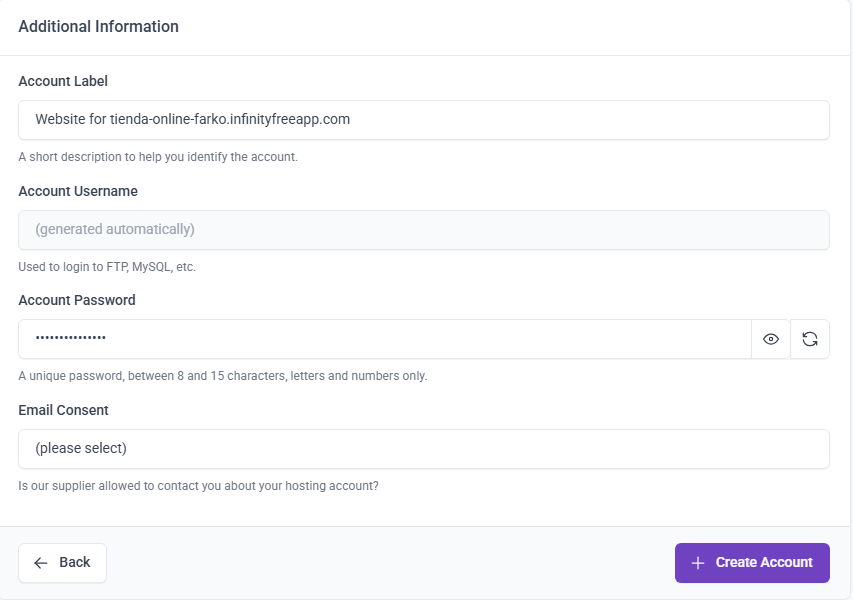 Additional Information
Account Label
Website for tienda-online-farko.infinityfreeapp.com
A short description to help you identify the account.
Account Username
(generated automatically)
Used to login to FTP, MySQL, etc.
Account Password
•••••••••••••••
A unique password, between 8 and 15 characters, letters and numbers only.
Email Consent
(please select)
Is our supplier allowed to contact you about your hosting account?
Back
Create Account